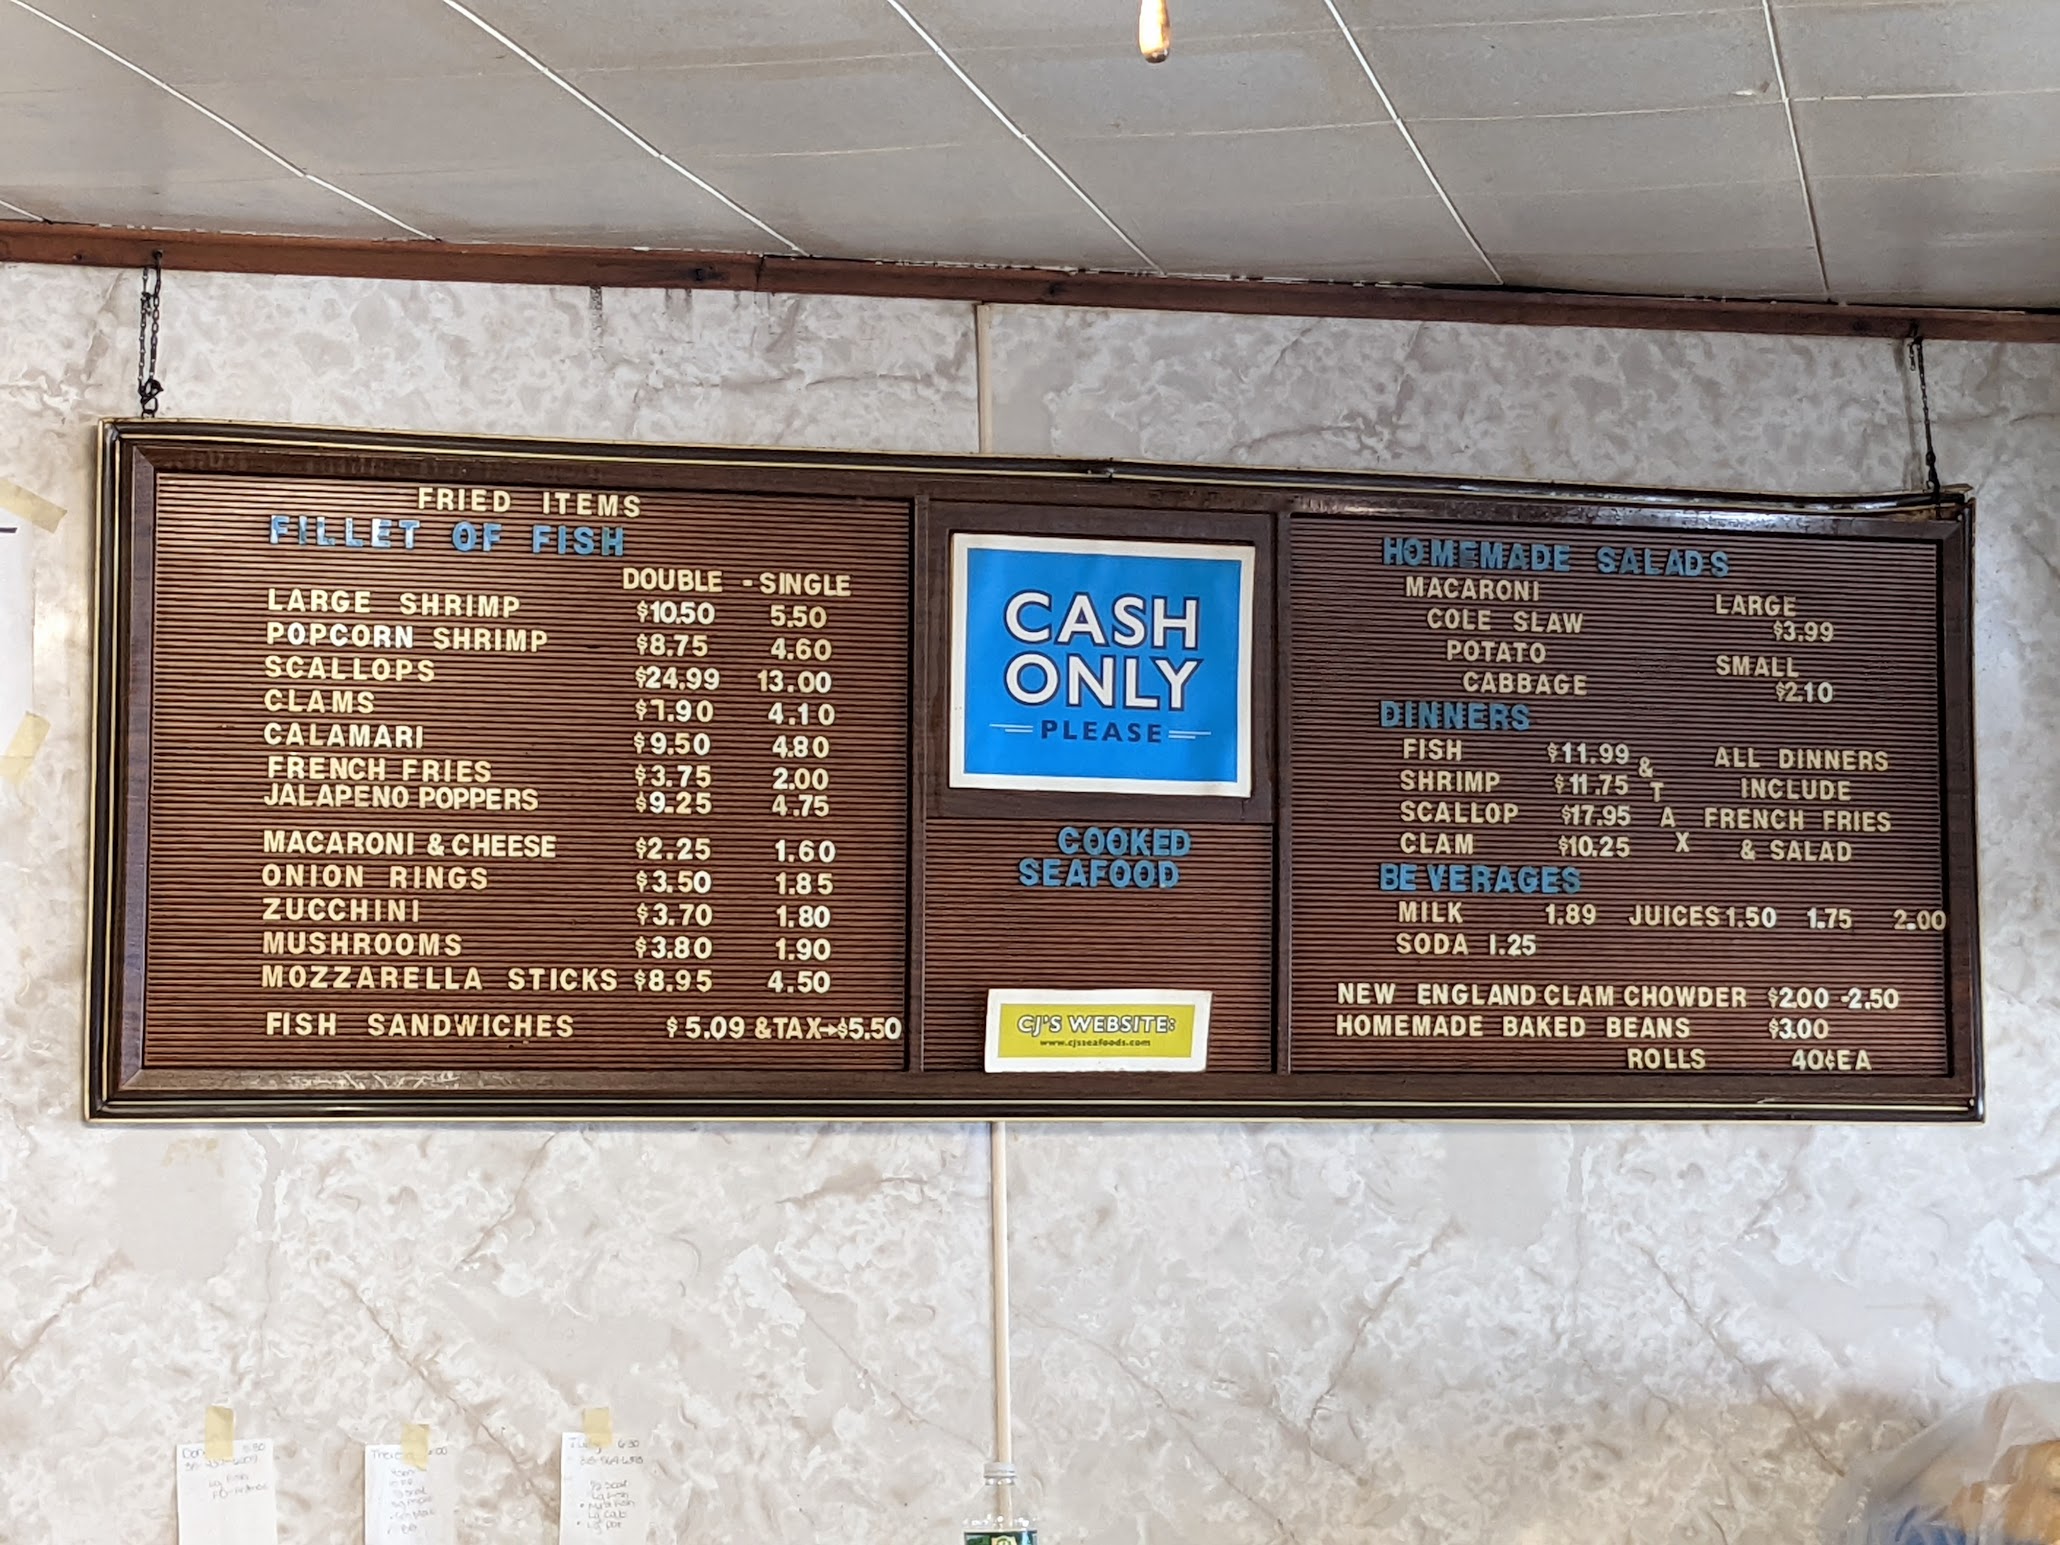 FRIED ITEMS
FILLET OF FISH
DOUBLE - SINGLE
LARGE SHRIMP $10.50 5.50
POPCORN SHRIMP $8.75 4.60
SCALLOPS $24.99 13.00
CLAMS $7.90 4.10
CALAMARI $9.50 4.80
FRENCH FRIES $3.75 2.00
JALAPENO POPPERS $9.25 4.75
MACARONI & CHEESE $2.25 1.60
ONION RINGS $3.50 1.85
ZUCCHINI $3.70 1.80
MUSHROOMS $3.80 1.90
MOZZARELLA STICKS $8.95 4.50
FISH SANDWICHES $5.09 & TAX→$5.50
CASH
ONLY
PLEASE
COOKED
SEAFOOD
CJ'S WEBSITE:
www.cjsseafoods.com
HOMEMADE SALADS
MACARONI LARGE
COLE SLAW $3.99
POTATO SMALL
CABBAGE $2.10
DINNERS
FISH $11.99 & ALL DINNERS
SHRIMP $11.75 T INCLUDE
SCALLOP $17.95 A FRENCH FRIES
CLAM $10.25 X & SALAD
BEVERAGES
MILK 1.89 JUICES 1.50 1.75 2.00
SODA 1.25
NEW ENGLAND CLAM CHOWDER $2.00 -2.50
HOMEMADE BAKED BEANS $3.00
ROLLS 40¢EA